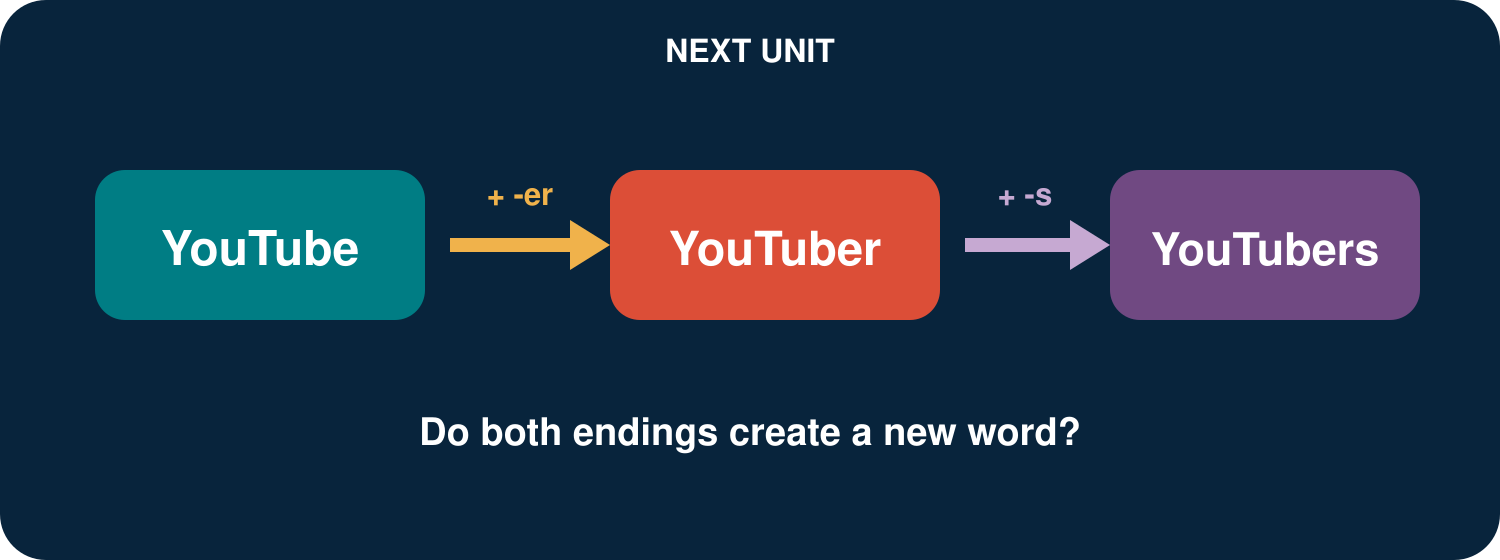 NEXT UNIT
+ -er
+ -s
YouTube
YouTuber
YouTubers
Do both endings create a new word?